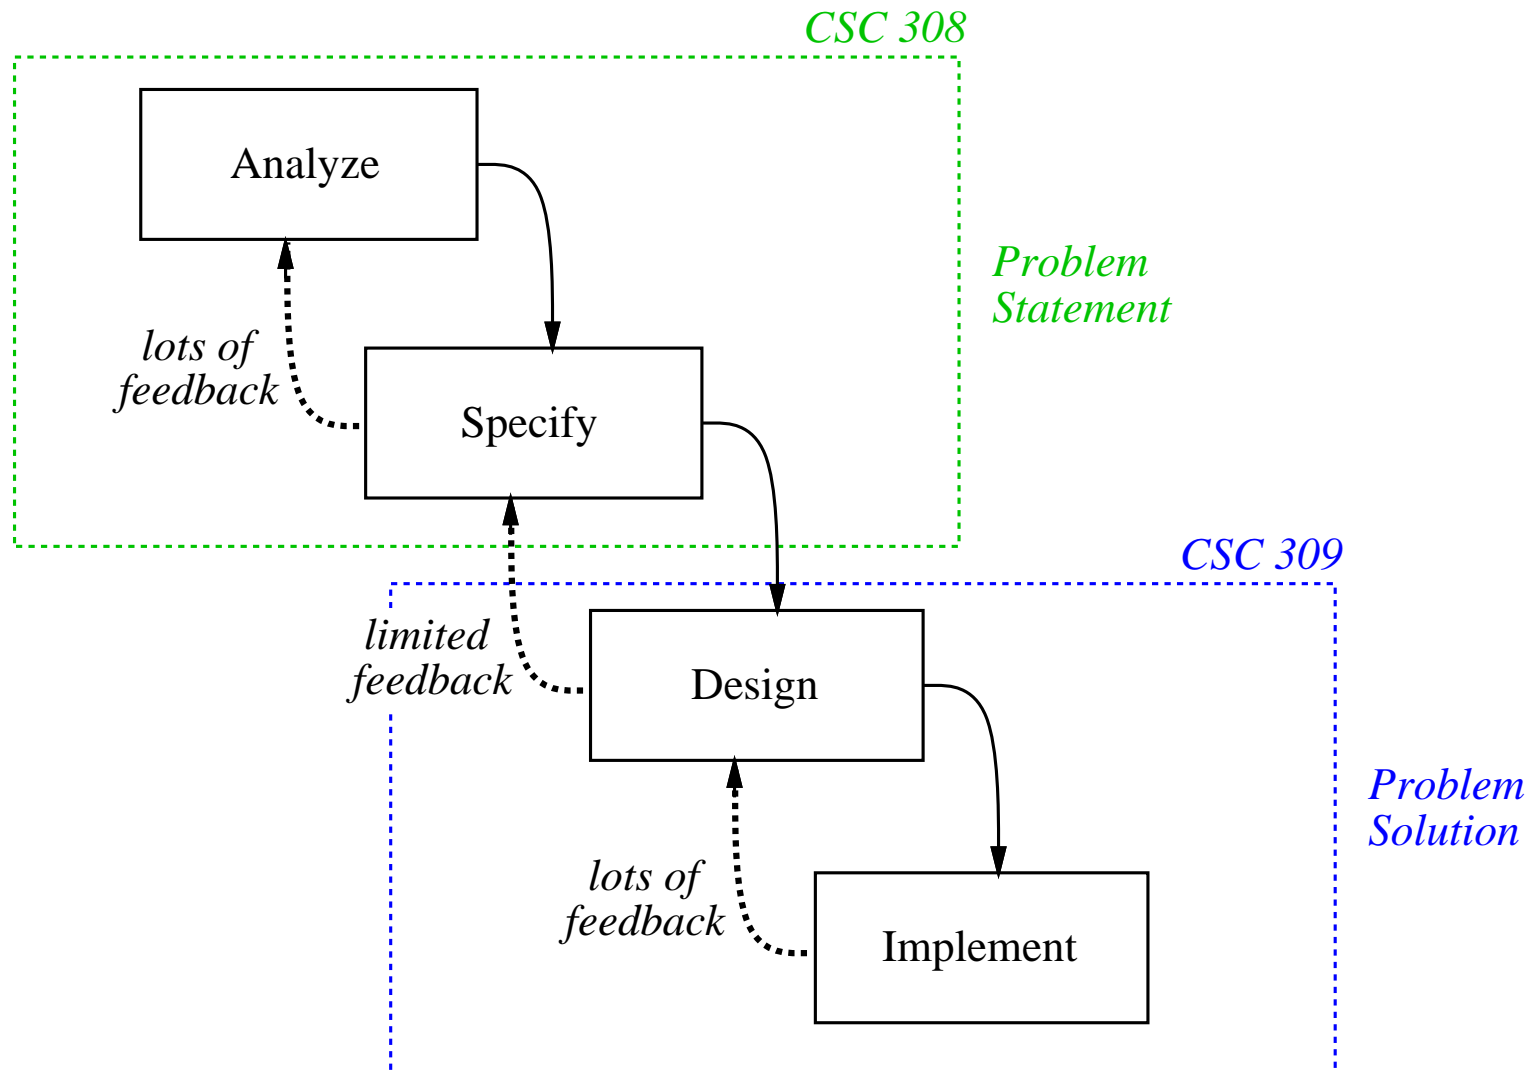 CSC 308
Analyze
Problem
Statement
lots of
feedback
Specify
CSC 309
limited
feedback
Design
Problem
Solution
lots of
feedback
Implement